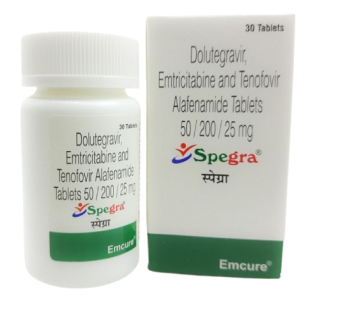 30 Tablets
Dolutegravir,
Emtricitabine and
Tenofovir Alafenamide
Tablets 50 / 200 / 25 mg
Spegra®
स्पेग्रा
30 Tablets
Dolutegravir,
Emtricitabine and Tenofovir
Alafenamide Tablets
50 / 200 / 25 mg
Spegra®
स्पेग्रा
Emcure®